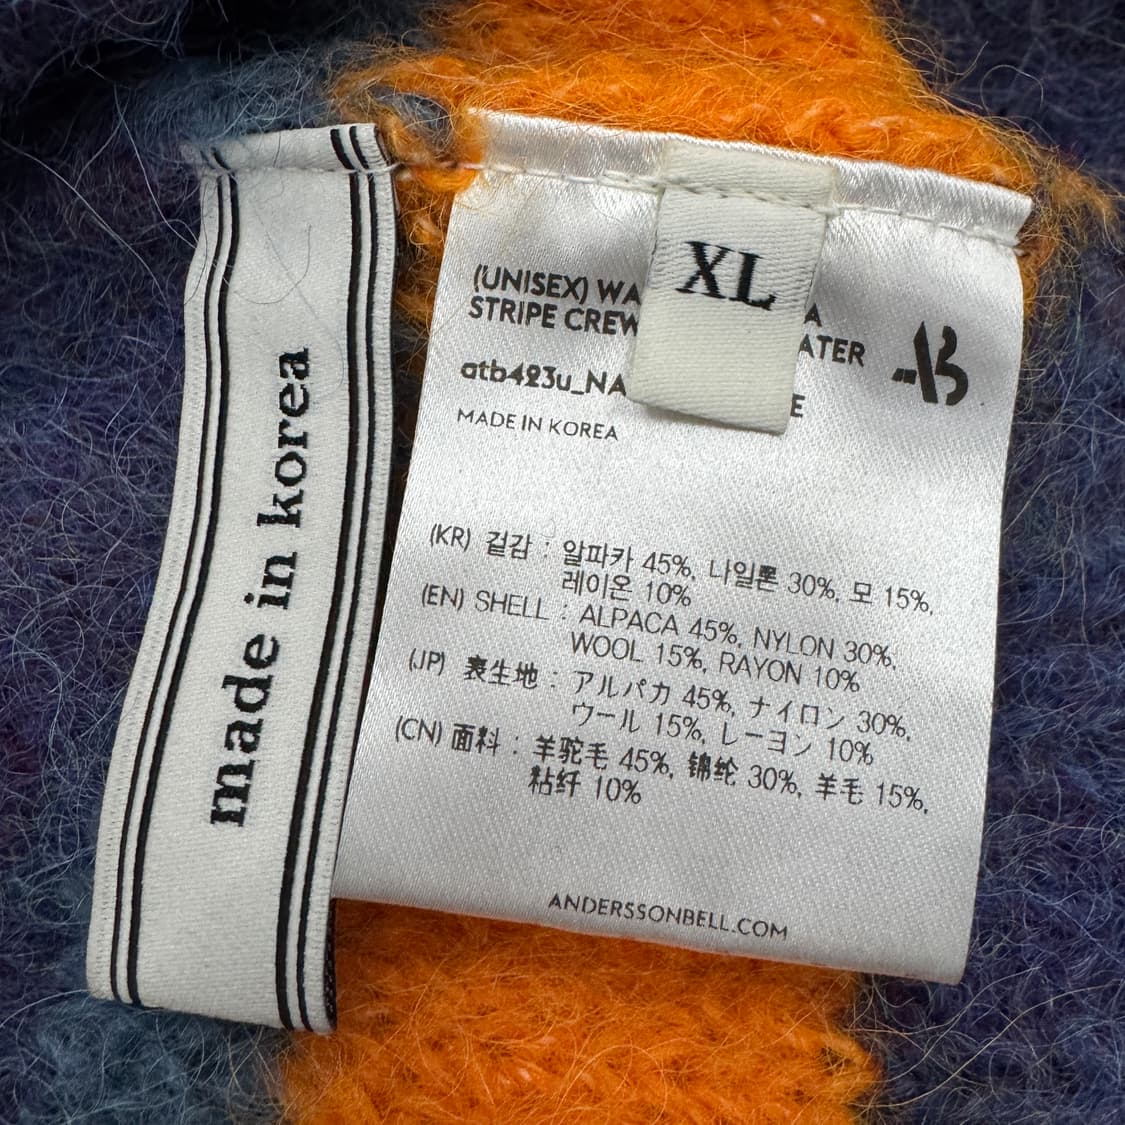 made in korea
XL
(UNISEX)
STRIPE
atb423u_NA
MADE IN KOREA
(KR) 겉감 : 알파카 45%, 나일론 30%, 모 15%,
레이온 10%
(EN) SHELL : ALPACA 45%, NYLON 30%,
WOOL 15%, RAYON 10%
(JP) 表生地 : アルパカ 45%, ナイロン 30%,
ウール 15%, レーヨン 10%
(CN) 面料 : 羊驼毛 45%, 锦纶 30%, 羊毛 15%,
粘纤 10%
ANDERSSONBELL.COM